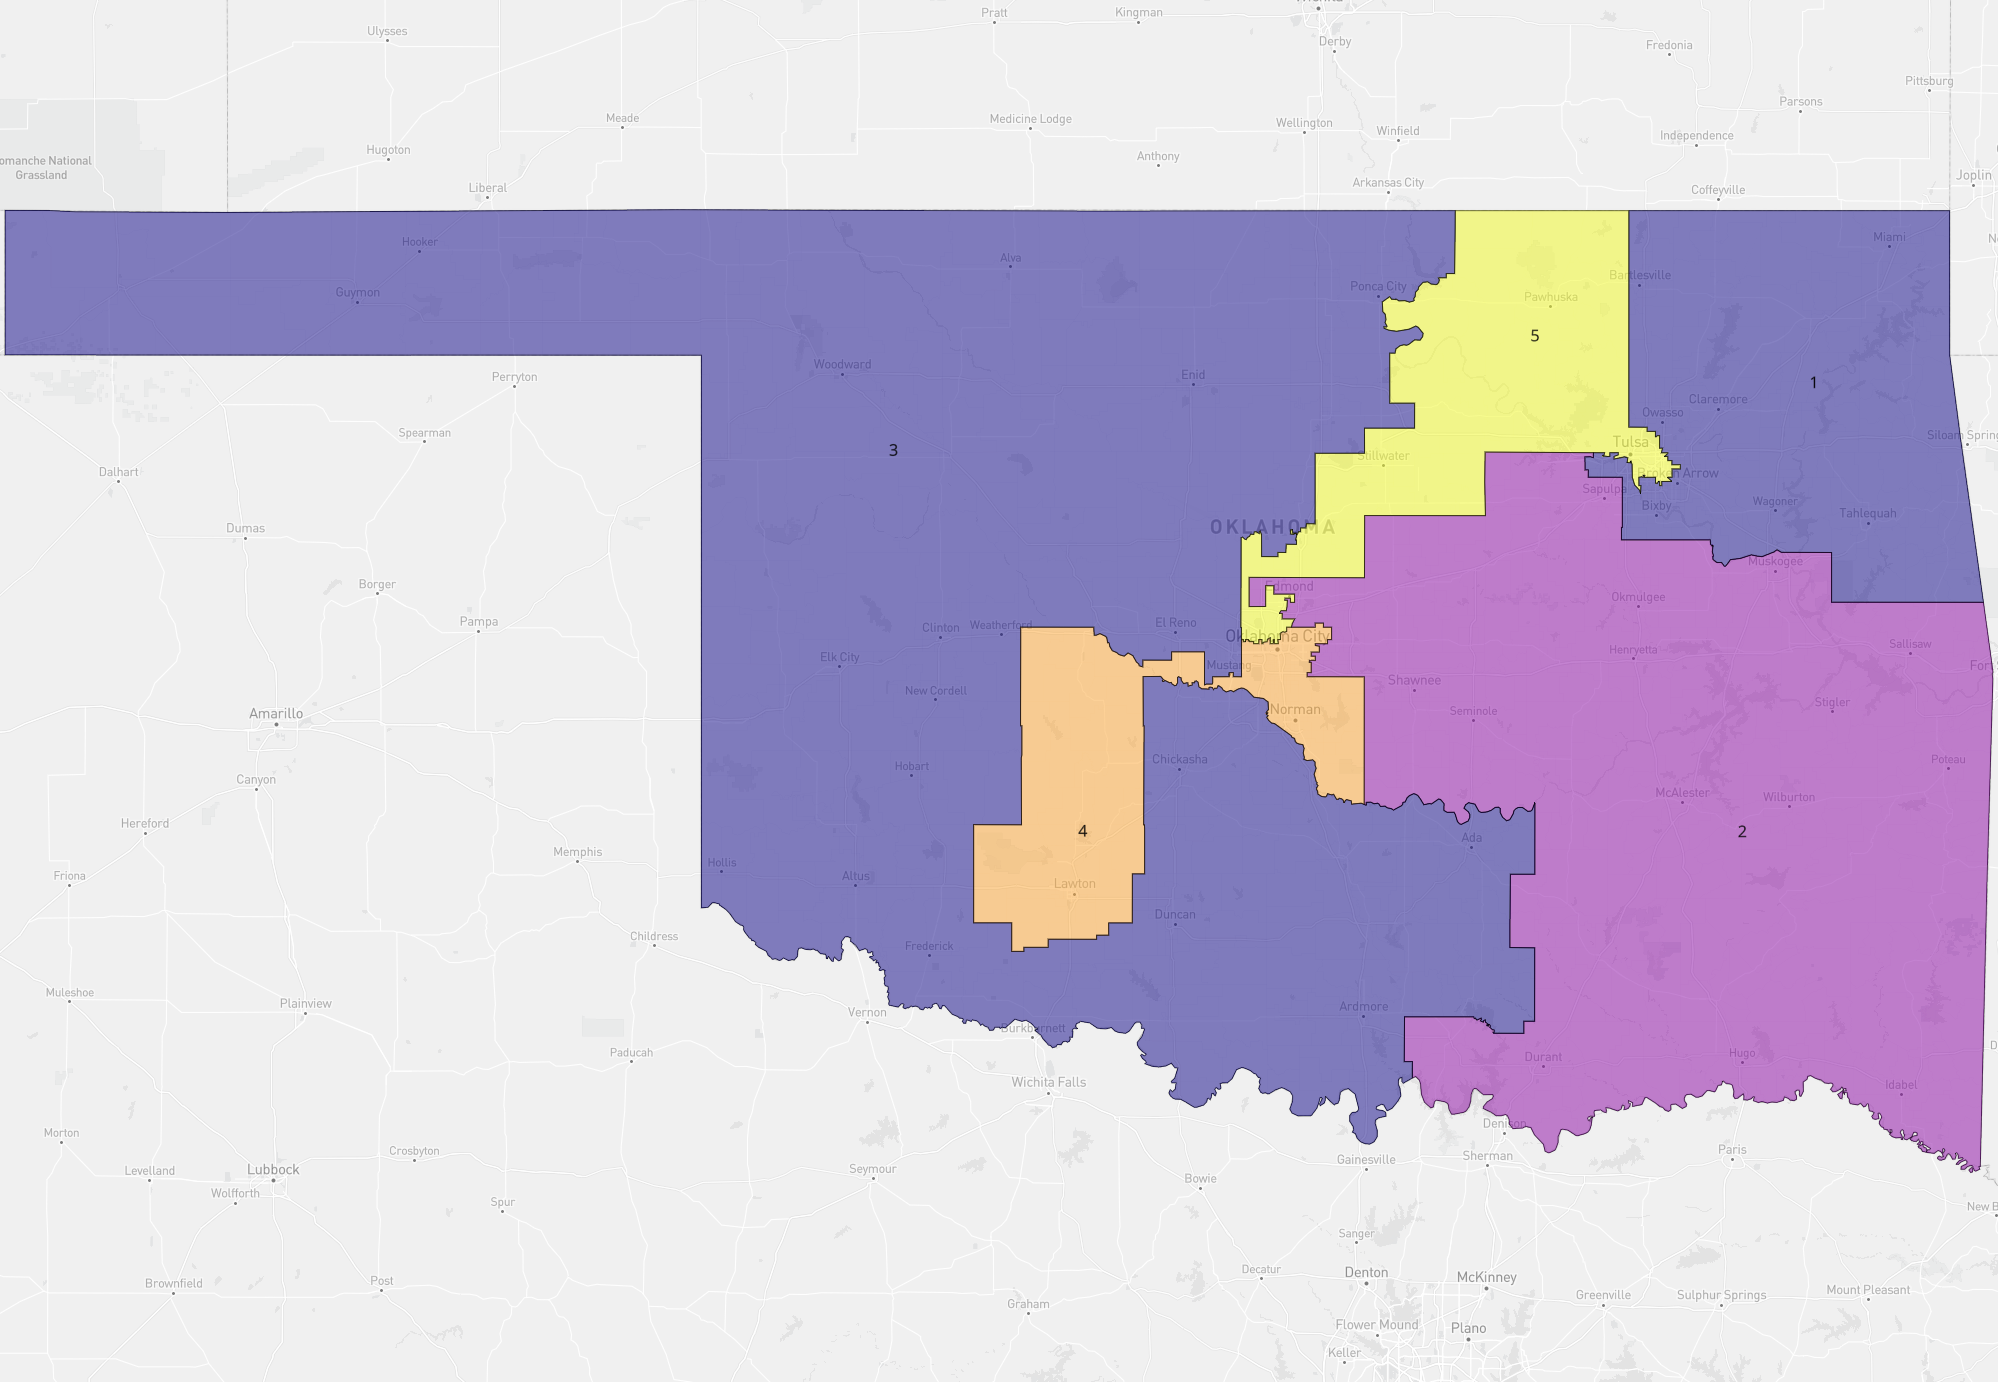 Wichita
Pratt
Kingman
Ulysses
Derby
Fredonia
Pittsburg
Parsons
Meade
Medicine Lodge
Wellington
Winfield
Independence
Hugoton
Anthony
omanche National
Grassland
Joplin
Liberal
Arkansas City
Coffeyville
Hooker
Alva
Miami
Guymon
Ponca City
Bartlesville
Pawhuska
5
Woodward
Enid
1
Perryton
Claremore
Owasso
Spearman
Siloam Spring
Tulsa
3
Stillwater
Dalhart
Broken Arrow
Sapulpa
Wagoner
Bixby
Tahlequah
Dumas
OKLAHOMA
Muskogee
Borger
Edmond
Okmulgee
Pampa
Clinton
Weatherford
El Reno
Oklahoma City
Sallisaw
Elk City
Henryetta
Mustang
Fort
New Cordell
Shawnee
Amarillo
Norman
Seminole
Stigler
Chickasha
Poteau
Canyon
Hobart
McAlester
Wilburton
Hereford
4
2
Ada
Memphis
Hollis
Friona
Altus
Lawton
Duncan
Childress
Frederick
Muleshoe
Plainview
Vernon
Ardmore
Burkburnett
Paducah
Durant
Hugo
Wichita Falls
Idabel
Denison
Morton
Crosbyton
Paris
Sherman
Gainesville
Levelland
Lubbock
Seymour
Bowie
Wolfforth
Spur
New B
Sanger
Decatur
Denton
McKinney
Brownfield
Post
Mount Pleasant
Greenville
Sulphur Springs
Graham
Flower Mound
Plano
Keller